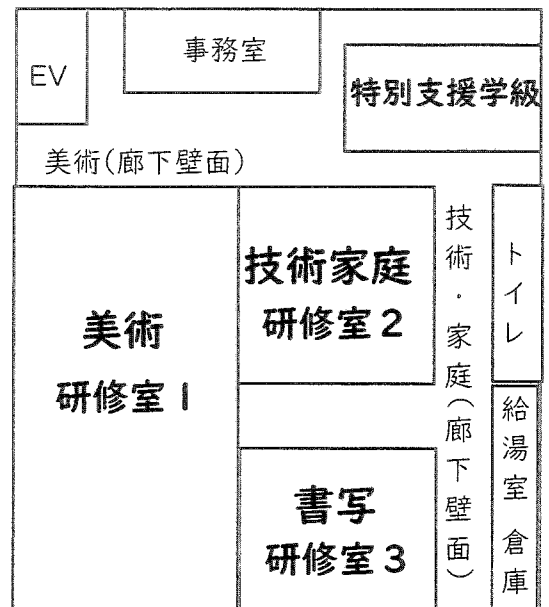 EV
事務室
特別支援学級
美術(廊下壁面)
美術
研修室1
技術家庭
研修室2
技術・家庭(廊下壁面)
トイレ
書写
研修室3
給湯室 倉庫